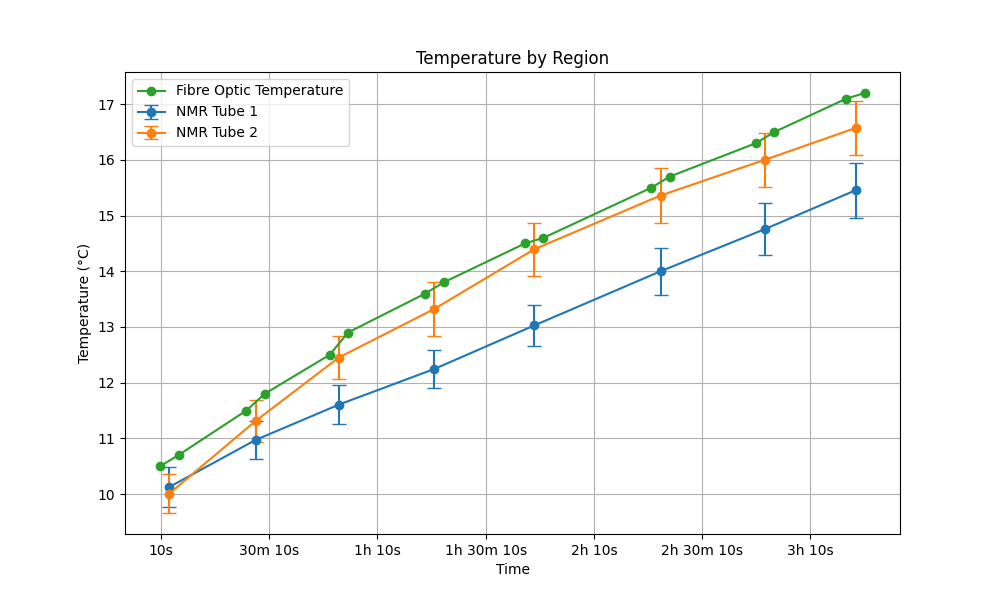 Temperature by Region
Fibre Optic Temperature
NMR Tube 1
NMR Tube 2
Temperature (°C)
17
16
15
14
13
12
11
10
10s
30m 10s
1h 10s
1h 30m 10s
2h 10s
2h 30m 10s
3h 10s
Time